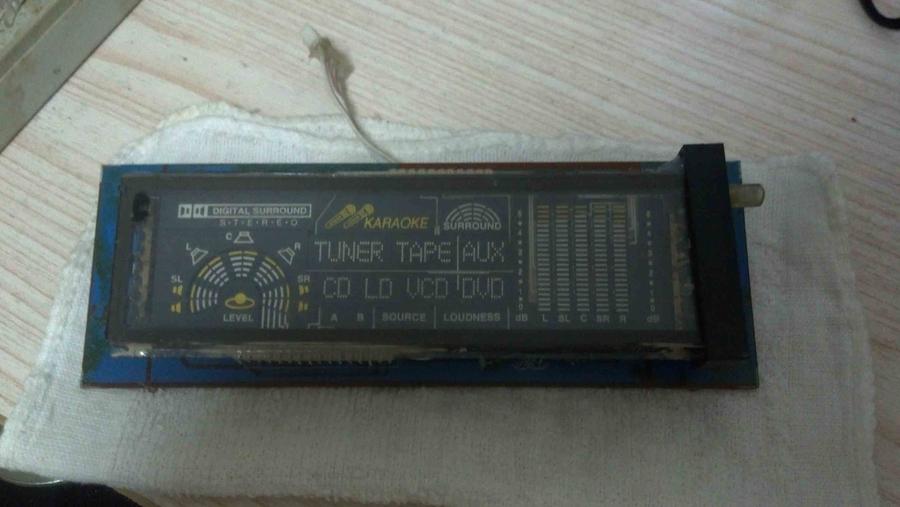 DIGITAL SURROUND
S·T·E·R·E·O
KARAOKE
SURROUND
TUNER TAPE AUX
CD LD VCD DVD
L C R
SL SR
LEVEL
A B SOURCE LOUDNESS
dB L SL C SR R dB